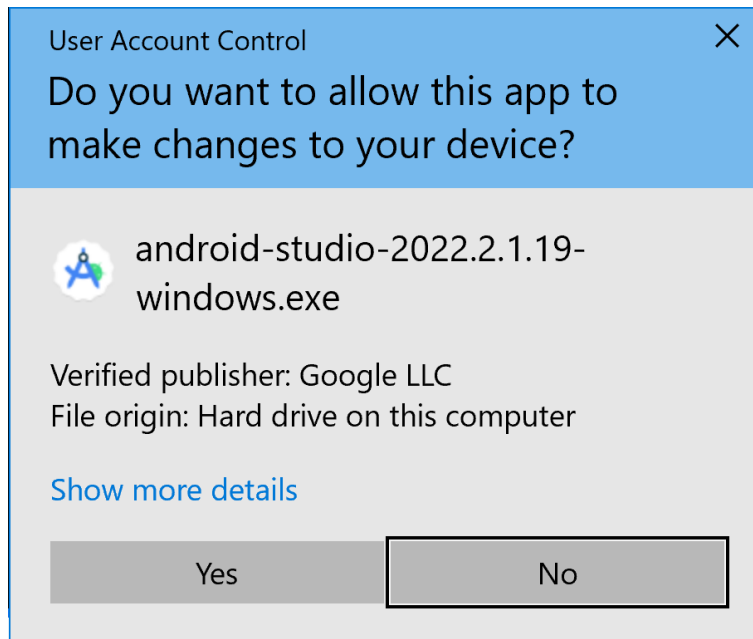 User Account Control
Do you want to allow this app to
make changes to your device?
android-studio-2022.2.1.19-
windows.exe
Verified publisher: Google LLC
File origin: Hard drive on this computer
Show more details
Yes
No